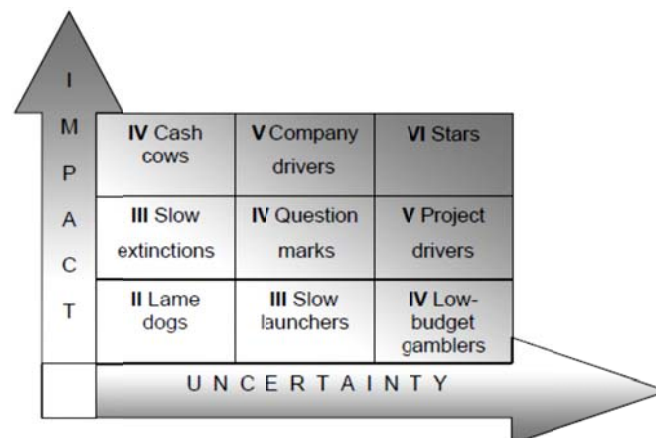 I
M
P
A
C
T
IV Cash
cows
V Company
drivers
VI Stars
III Slow
extinctions
IV Question
marks
V Project
drivers
II Lame
dogs
III Slow
launchers
IV Low-
budget
gamblers
U N C E R T A I N T Y